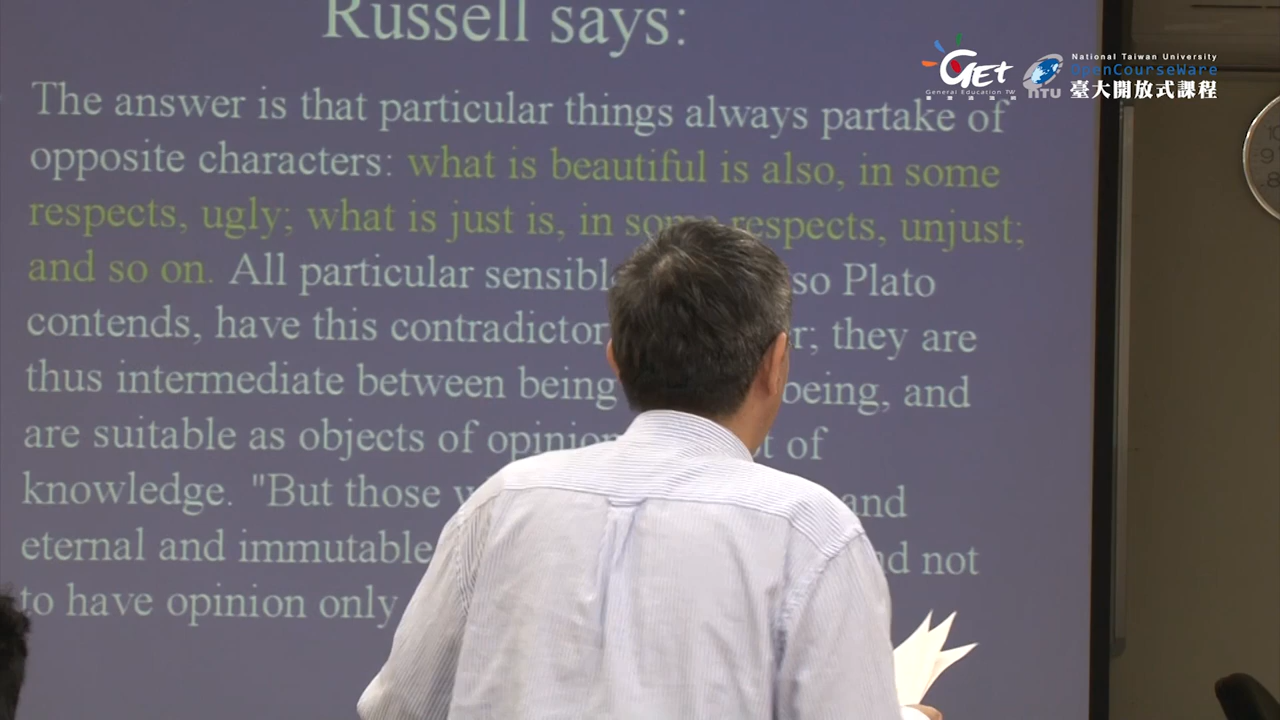 Russell says:
The answer is that particular things always partake of
opposite characters: what is beautiful is also, in some
respects, ugly; what is just is, in some respects, unjust;
and so on. All particular sensible so Plato
contends, have this contradictor r; they are
thus intermediate between being being, and
are suitable as objects of opinion t of
knowledge. "But those w and
eternal and immutable d not
to have opinion only
GET
General Education TW
National Taiwan University
OpenCourseWare
NTU
臺大開放式課程